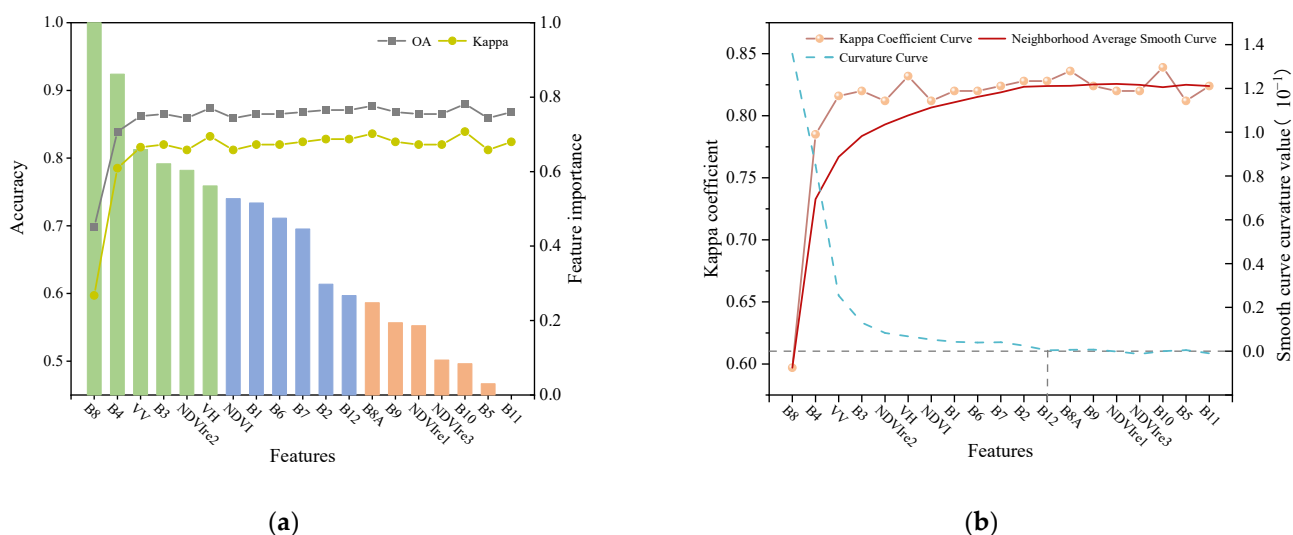 OA Kappa
1.0
0.9
0.8
0.7
0.6
0.5
Accuracy
1.0
0.8
0.6
0.4
0.2
0.0
Feature importance
B8 B4 VV B3 NDVIre2 VH NDVI B1 B6 B7 B2 B12 B8A B9 NDVIre1 NDVIre3 B10 B5 B11
Features
(a)
Kappa Coefficient Curve Neighborhood Average Smooth Curve
Curvature Curve
0.85
0.80
0.75
0.70
0.65
0.60
Kappa coefficient
1.4
1.2
1.0
0.8
0.6
0.4
0.2
0.0
Smooth curve curvature value( 10⁻¹)
B8 B4 VV B3 NDVIre2 VH NDVI B1 B6 B7 B2 B12 B8A B9 NDVIre1 NDVIre3 B10 B5 B11
Features
(b)